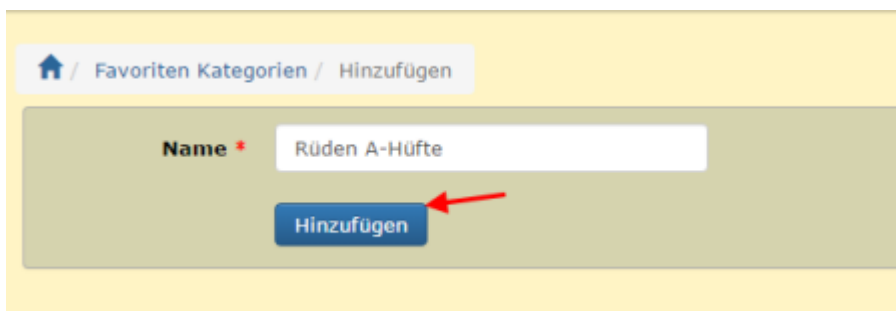 / Favoriten Kategorien / Hinzufügen
Name * Rüden A-Hüfte
Hinzufügen